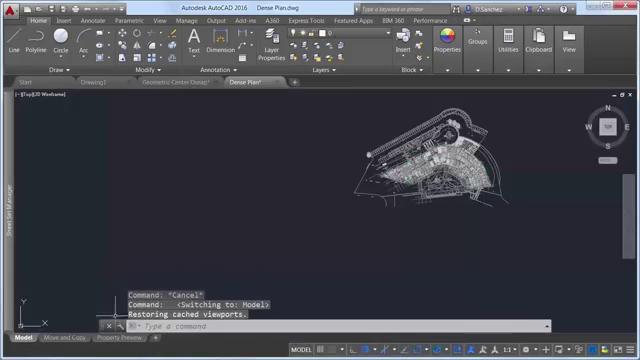 Autodesk AutoCAD 2016 Dense Plan.dwg
Type a keyword or phrase
D.Sanchez
Home Insert Annotate Parametric View Manage Output Add-ins Autodesk 360 Express Tools Featured Apps BIM 360 Performance
Line Polyline Circle Arc
Text Dimension
Layer Properties
0
Insert
Properties
Groups
Utilities
Clipboard
View
Draw Modify Annotation Layers Block
Start Drawing1 Geometric-Center Osnap* Dense Plan*
[−][Top][2D Wireframe]
N
W TOP E
S
Sheet Set Manager
Y
X
Command: *Cancel*
Command: <Switching to: Model>
Restoring cached viewports.
Type a command
Model Move and Copy Property Preview
MODEL